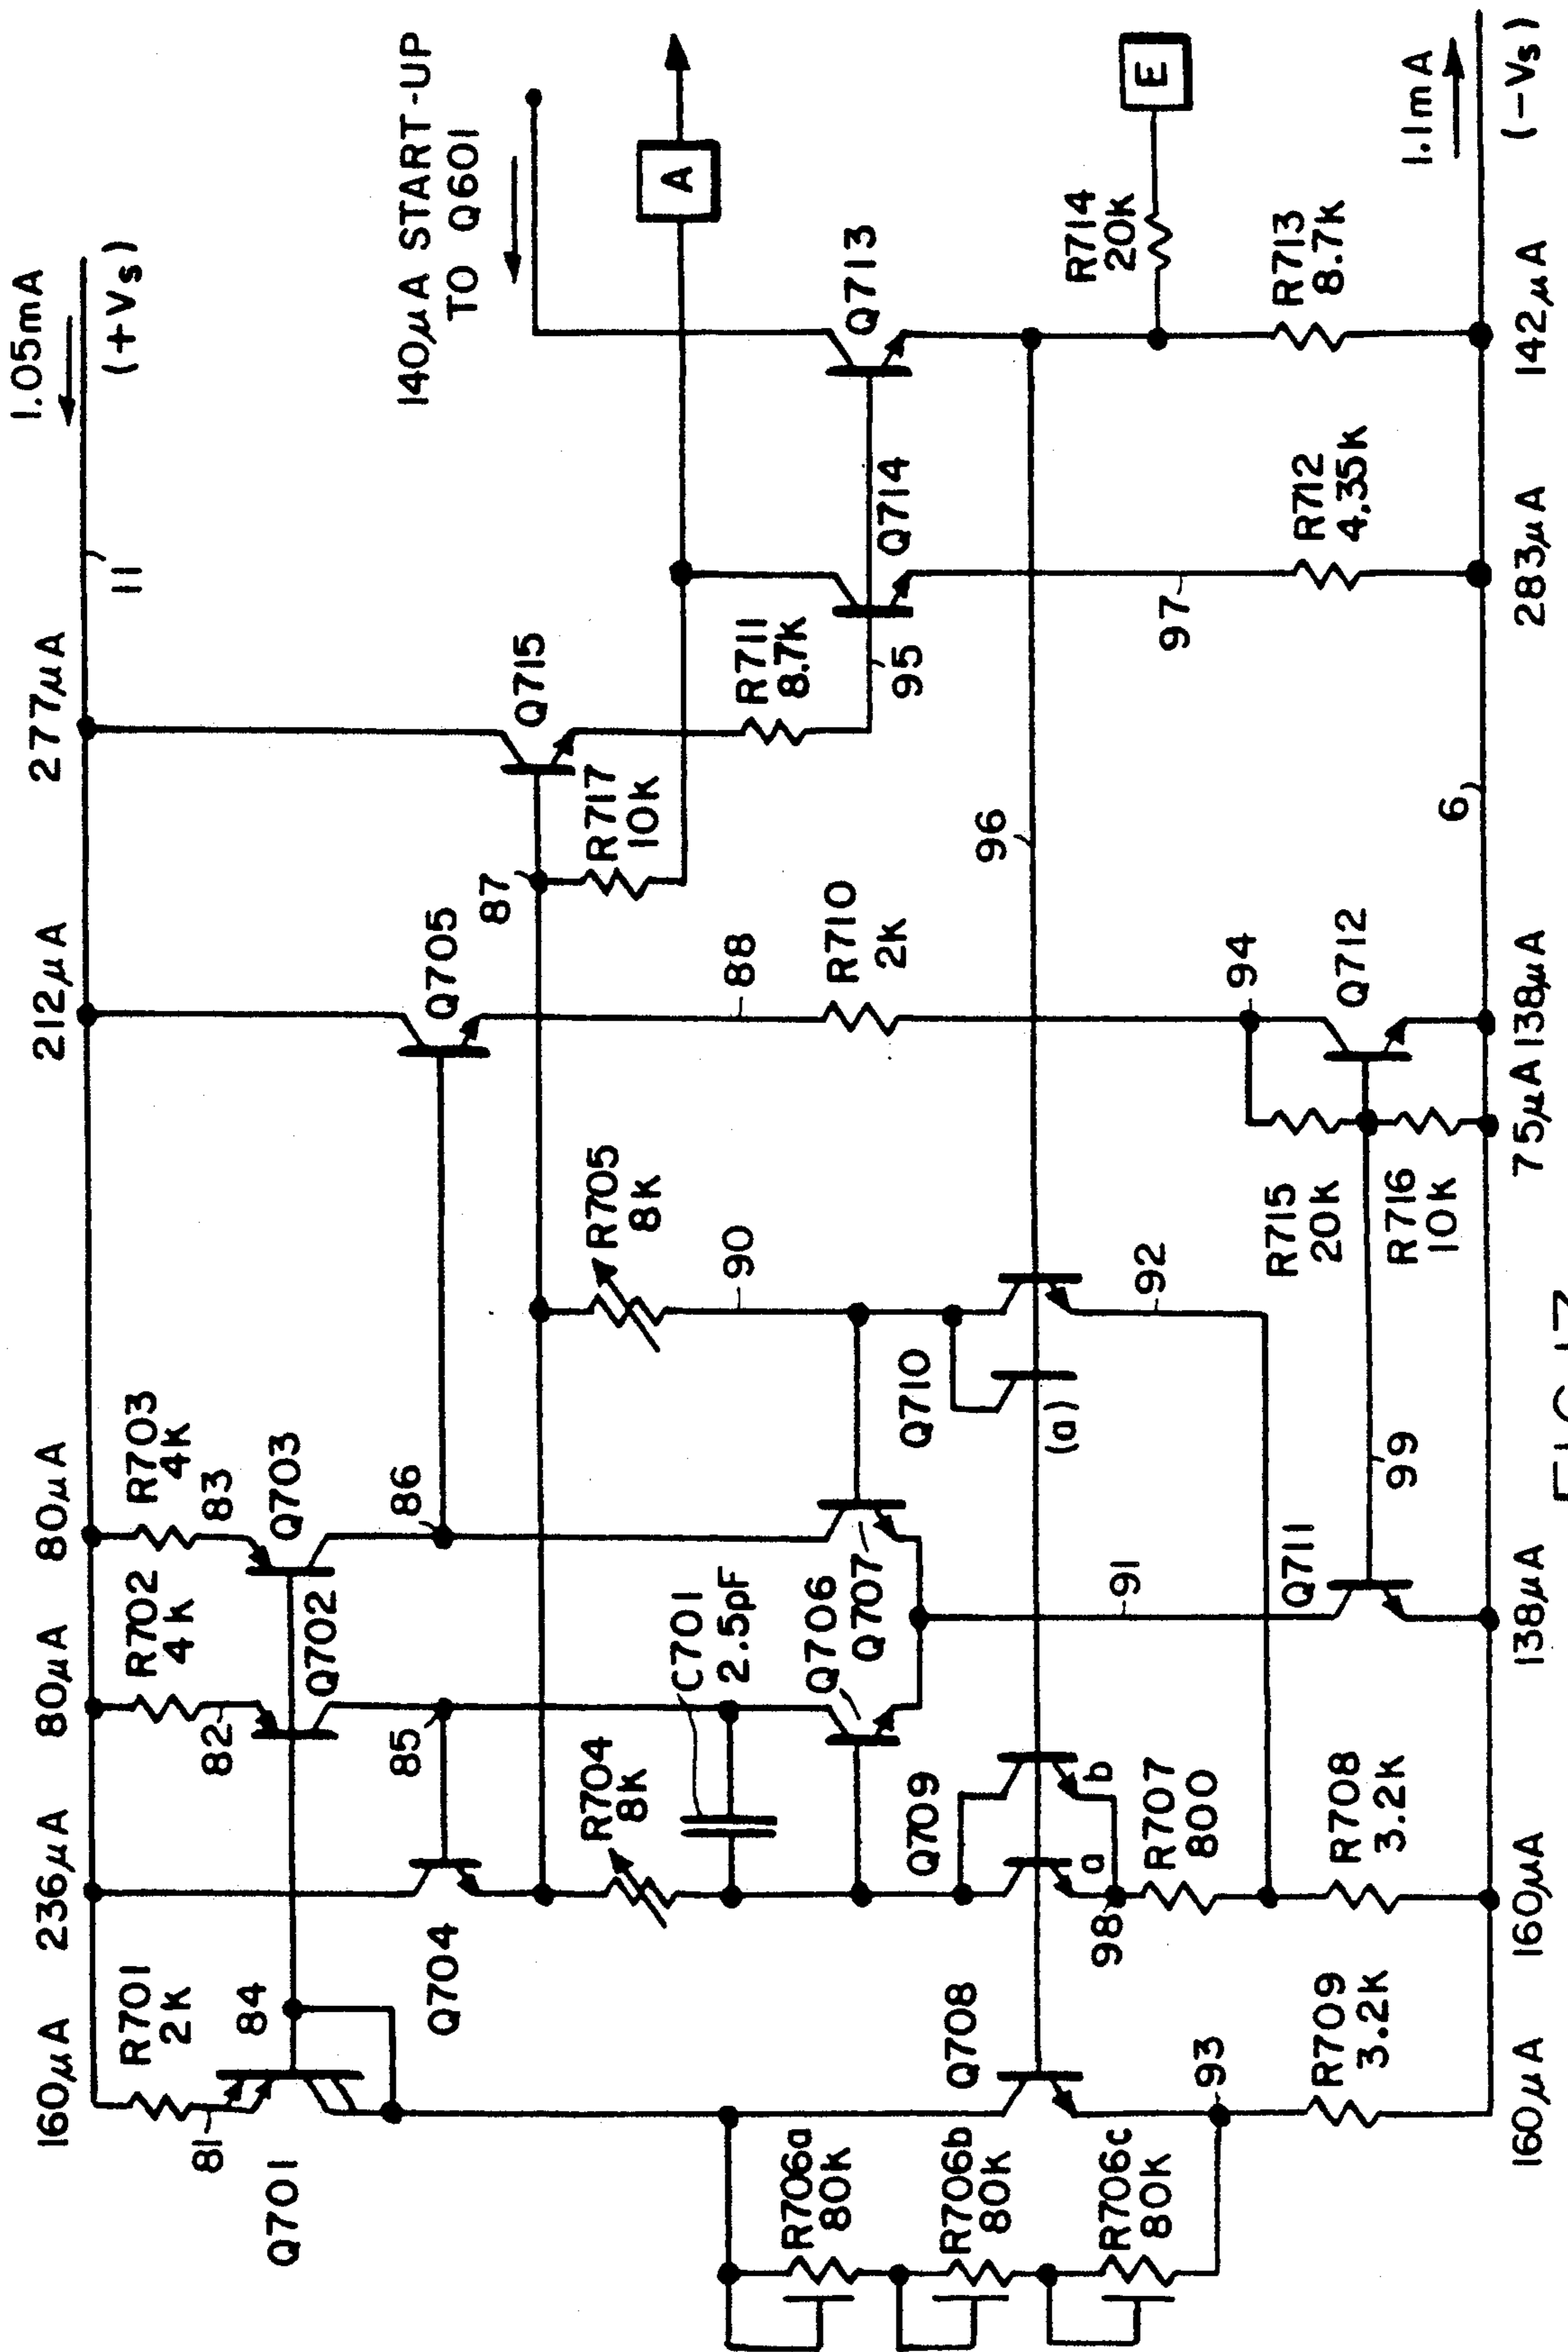 1.05mA
(+Vs)
11
277μA
212μA
80μA
80μA
236μA
160μA
R703
4K
83
Q703
R702
4K
82
Q702
R701
2K
84
81
Q701
140μA START-UP
TO Q601
A
Q715
R717
10K
87
Q705
86
85
Q704
R711
8.7K
95
Q714
Q713
R714
20K
E
88
R710
2K
R705
8K
90
C701
2.5pF
R704
8K
Q706
Q707
Q710
(a)
Q709
a
b
Q708
96
97
R712
4.35K
R713
8.7K
94
Q712
R715
20K
R716
10K
92
99
91
Q711
98
R707
800
R708
3.2K
93
R709
3.2K
R706a
80K
R706b
80K
R706c
80K
6
1.1mA
(-Vs)
142μA
283μA
138μA
75μA
138μA
160μA
160μA